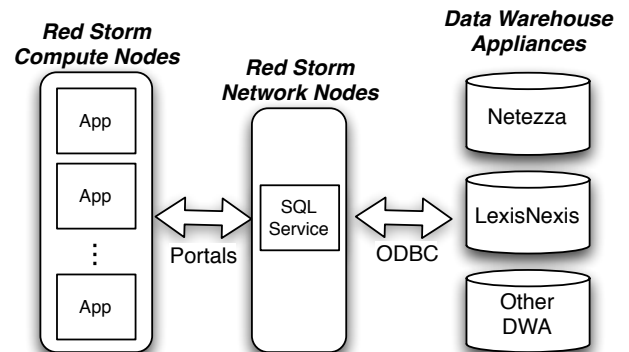 Red Storm
Compute Nodes
App
App
⋮
App
Portals
Red Storm
Network Nodes
SQL
Service
ODBC
Data Warehouse
Appliances
Netezza
LexisNexis
Other
DWA